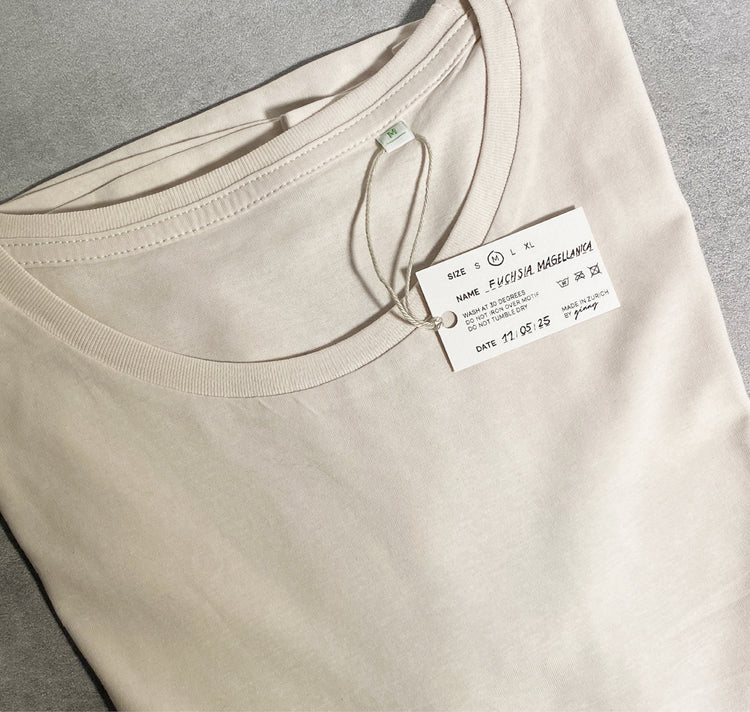 M
SIZE S M L XL
NAME FUCHSIA MAGELLANICA
WASH AT 30 DEGREES
DO NOT IRON OVER MOTIF
DO NOT TUMBLE DRY
MADE IN ZURICH
BY ginny
DATE 11|05|25